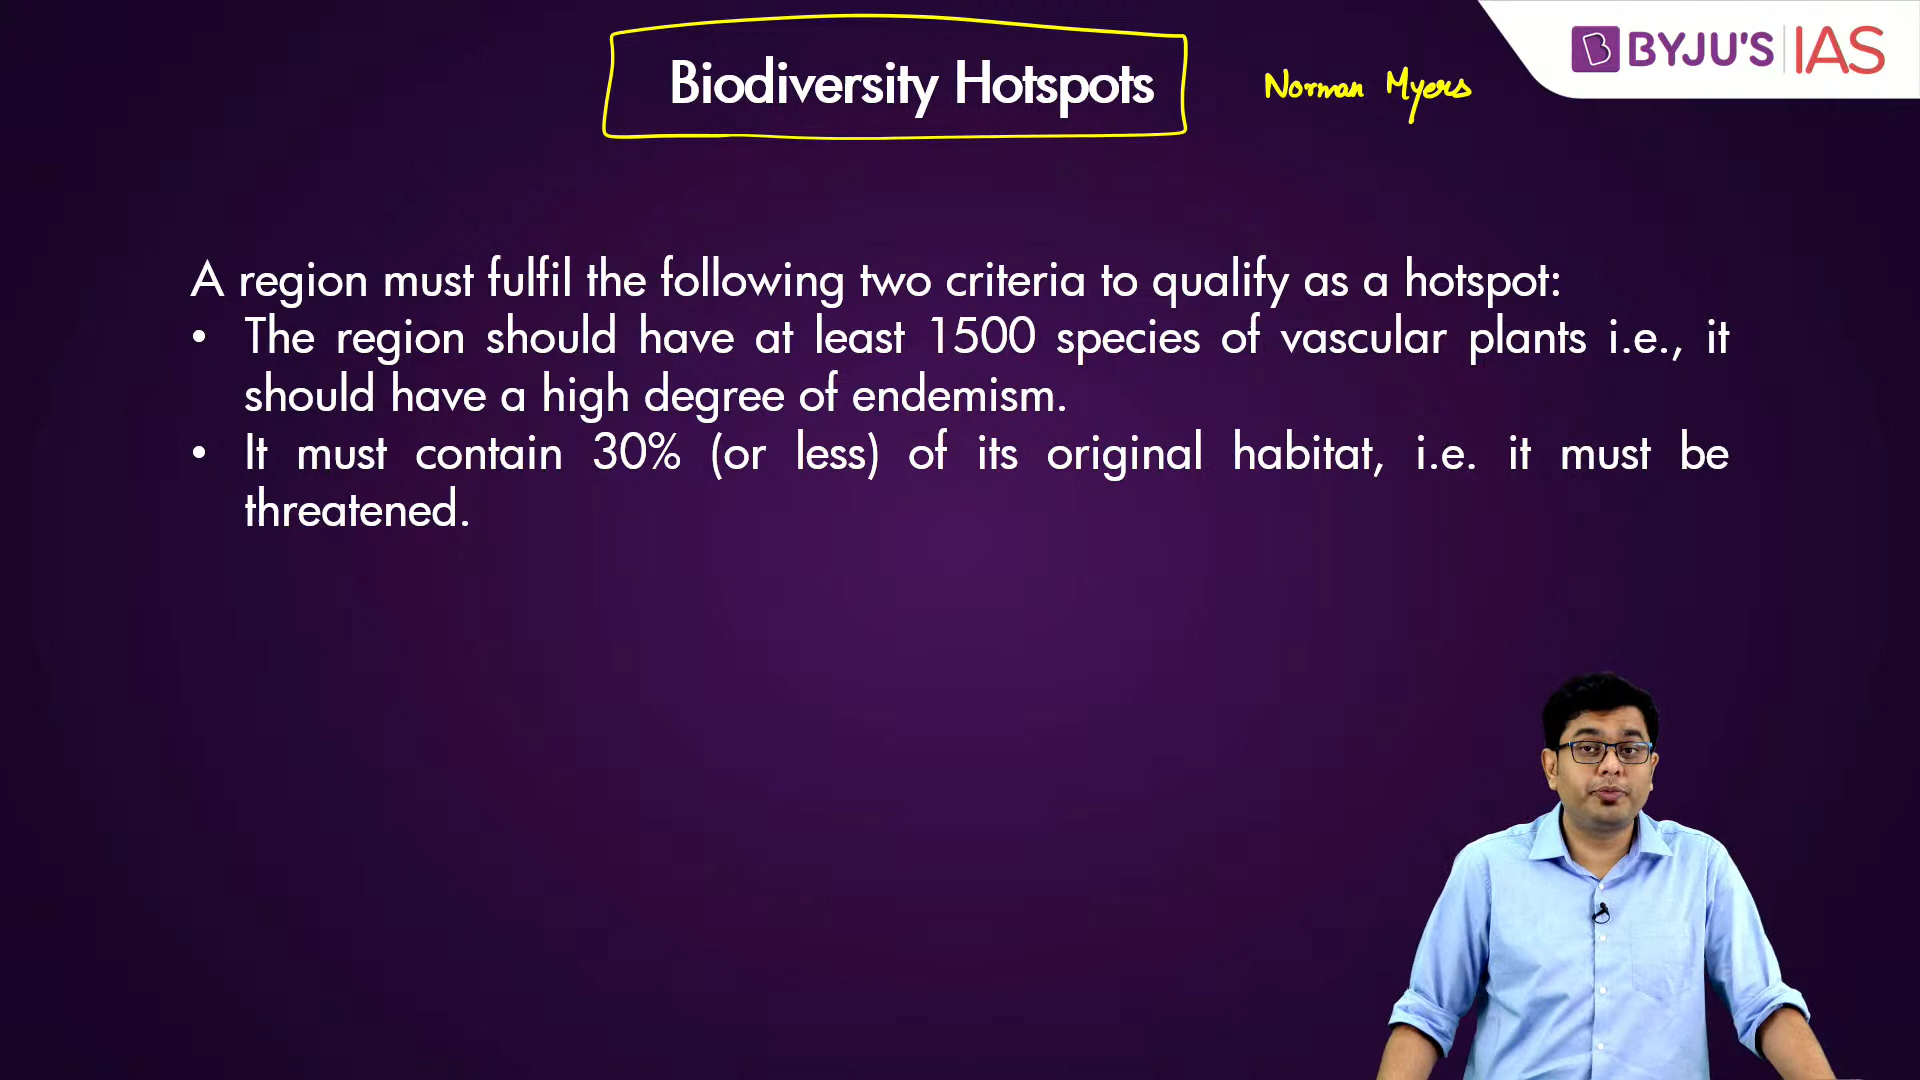 Biodiversity Hotspots
Norman Myers
BYJU'S IAS
A region must fulfil the following two criteria to qualify as a hotspot:
• The region should have at least 1500 species of vascular plants i.e., it
should have a high degree of endemism.
• It must contain 30% (or less) of its original habitat, i.e. it must be
threatened.